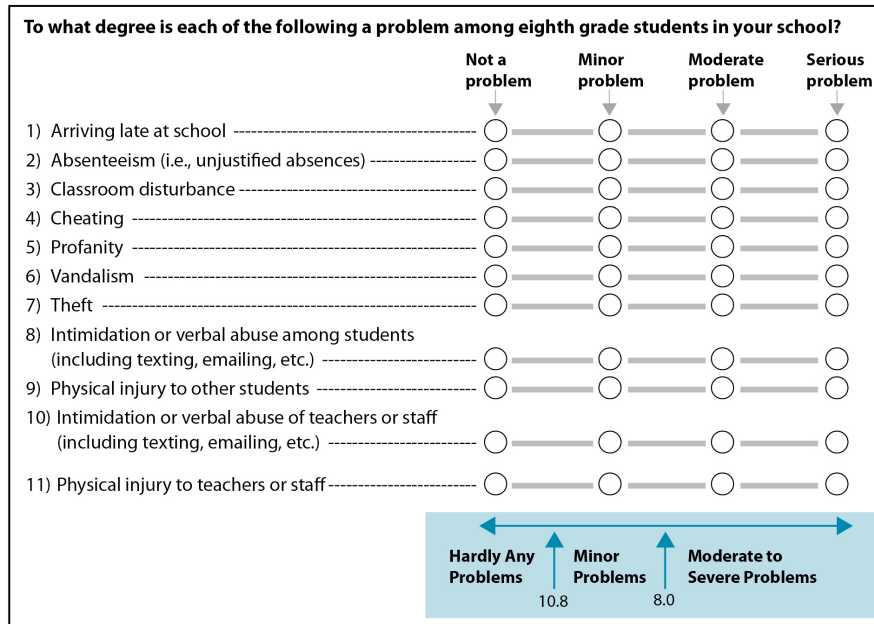 To what degree is each of the following a problem among eighth grade students in your school?
Not a problem
Minor problem
Moderate problem
Serious problem
1) Arriving late at school
2) Absenteeism (i.e., unjustified absences)
3) Classroom disturbance
4) Cheating
5) Profanity
6) Vandalism
7) Theft
8) Intimidation or verbal abuse among students
(including texting, emailing, etc.)
9) Physical injury to other students
10) Intimidation or verbal abuse of teachers or staff
(including texting, emailing, etc.)
11) Physical injury to teachers or staff
Hardly Any Problems
Minor Problems
Moderate to Severe Problems
10.8
8.0